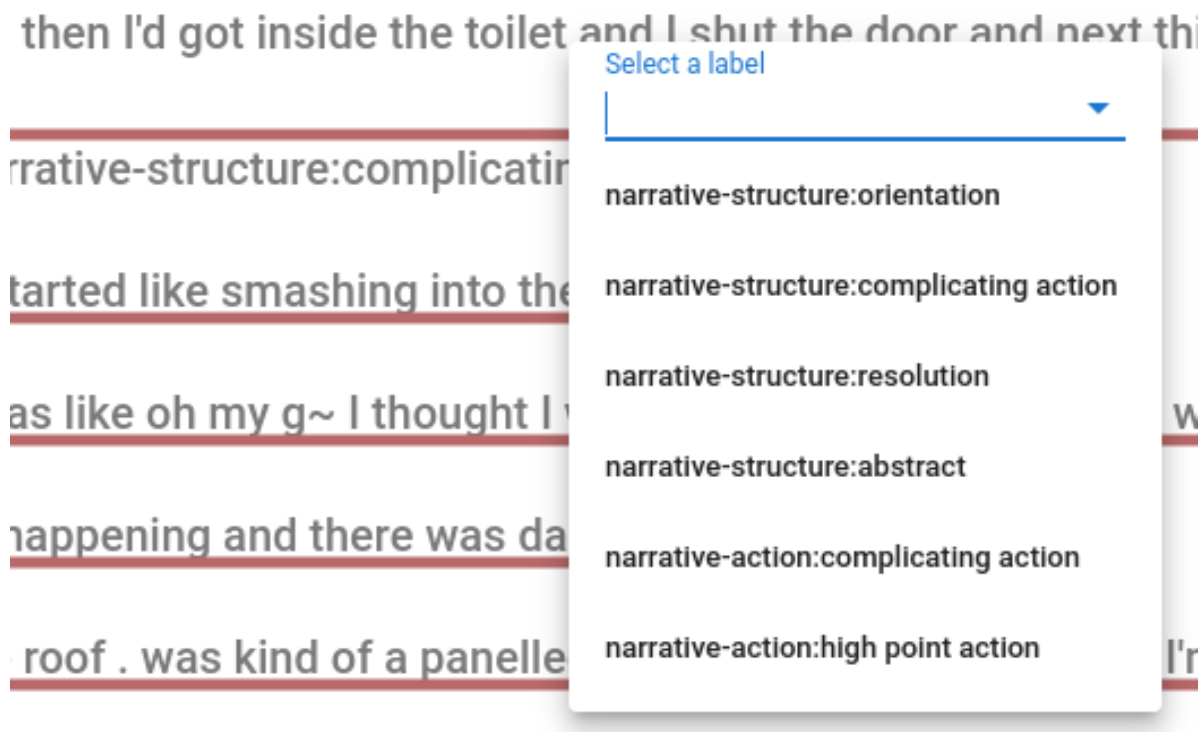 then I'd got inside the toilet and I shut the door and next thi
Select a label
rrative-structure:complicatin
narrative-structure:orientation
tarted like smashing into the
narrative-structure:complicating action
narrative-structure:resolution
as like oh my g~ I thought I w
narrative-structure:abstract
happening and there was da
narrative-action:complicating action
roof . was kind of a panelle
narrative-action:high point action
I'r